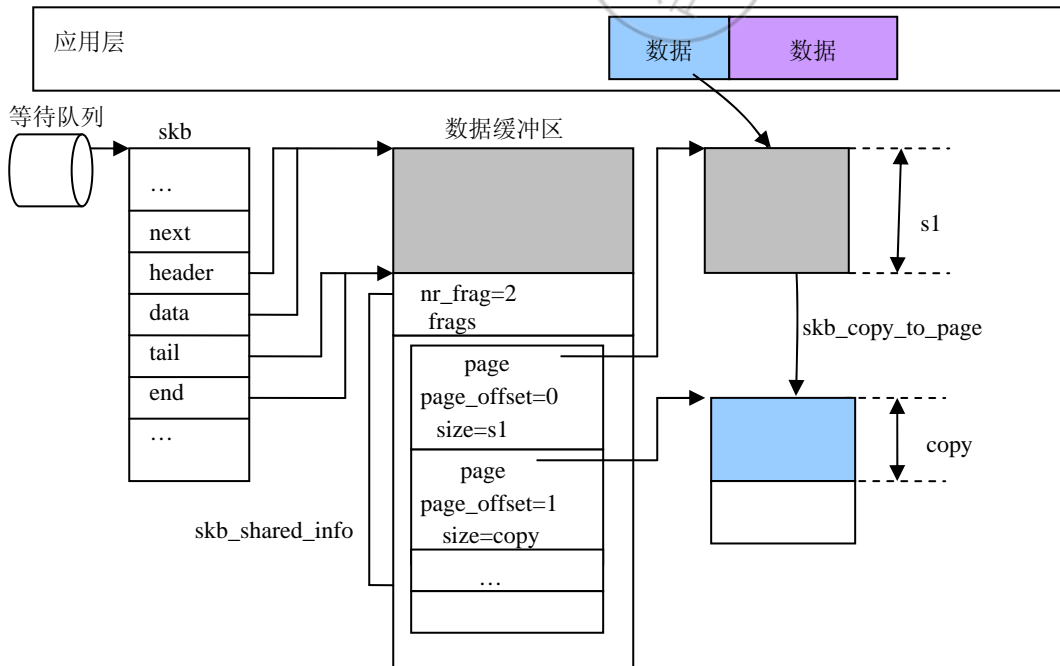 应用层
数据 数据
等待队列
skb
数据缓冲区
…
next
header
data
tail
end
…
nr_frag=2
frags
page
page_offset=0
size=s1
page
page_offset=1
size=copy
…
skb_shared_info
s1
skb_copy_to_page
copy